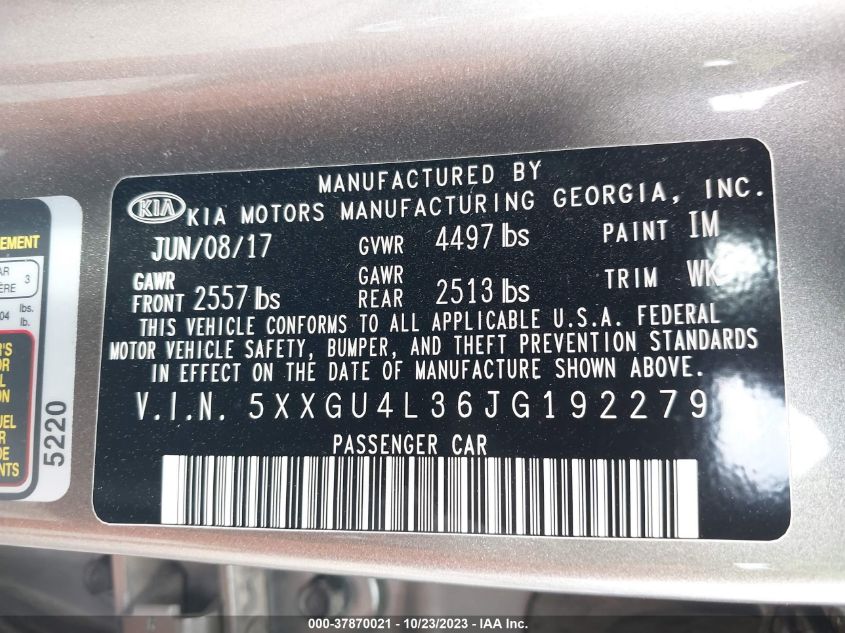 MANUFACTURED BY
KIA
KIA MOTORS MANUFACTURING GEORGIA, INC.
JUN/08/17 GVWR 4497 lbs PAINT IM
GAWR FRONT 2557 lbs GAWR REAR 2513 lbs TRIM WK
THIS VEHICLE CONFORMS TO ALL APPLICABLE U.S.A. FEDERAL
MOTOR VEHICLE SAFETY, BUMPER, AND THEFT PREVENTION STANDARDS
IN EFFECT ON THE DATE OF MANUFACTURE SHOWN ABOVE.
V.I.N. 5XXGU4L36JG192279
PASSENGER CAR
3
lbs.
lb.
5220
000-37870021 - 10/23/2023 - IAA Inc.